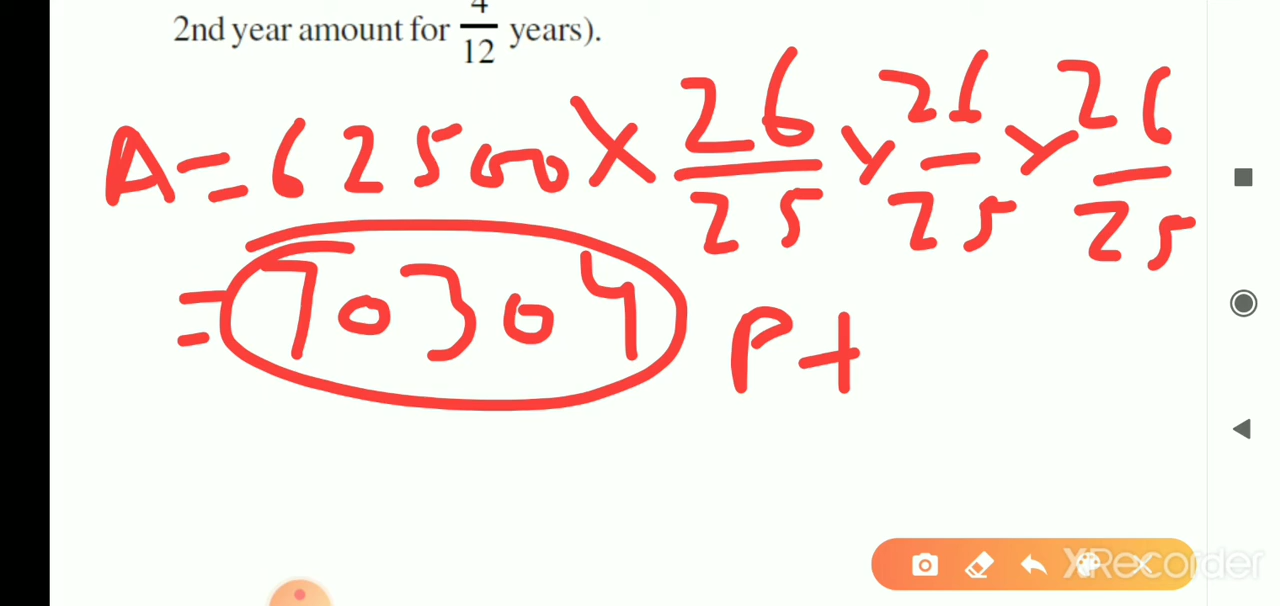 2nd year amount for 4/12 years).
A = 62500 × 26/25 × 26/25 × 26/25
= 70304 P+
XRecorder